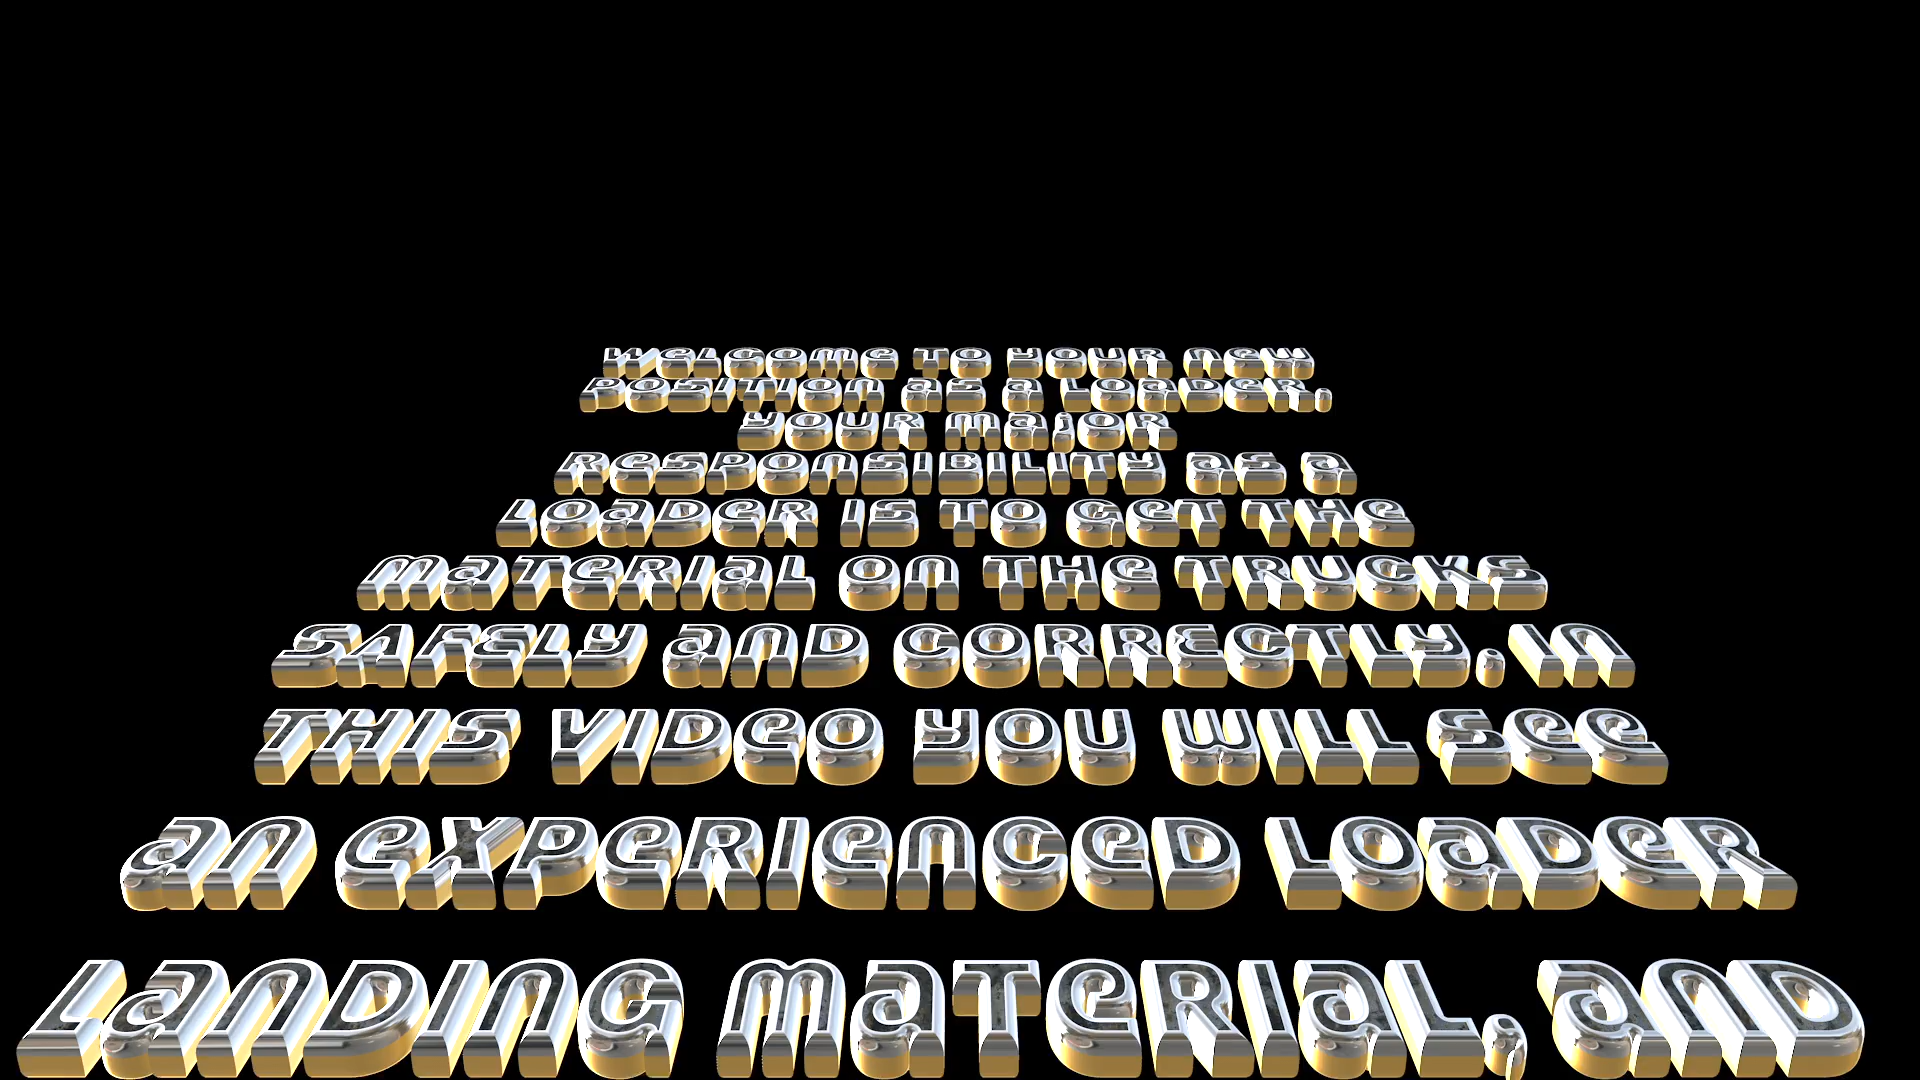 WELCOME TO YOUR NEW
POSITION AS A LOADER.
YOUR MAJOR
RESPONSIBILITY AS A
LOADER IS TO GET THE
MATERIAL ON THE TRUCKS
SAFELY AND CORRECTLY. IN
THIS VIDEO YOU WILL SEE
AN EXPERIENCED LOADER
LANDING MATERIAL, AND